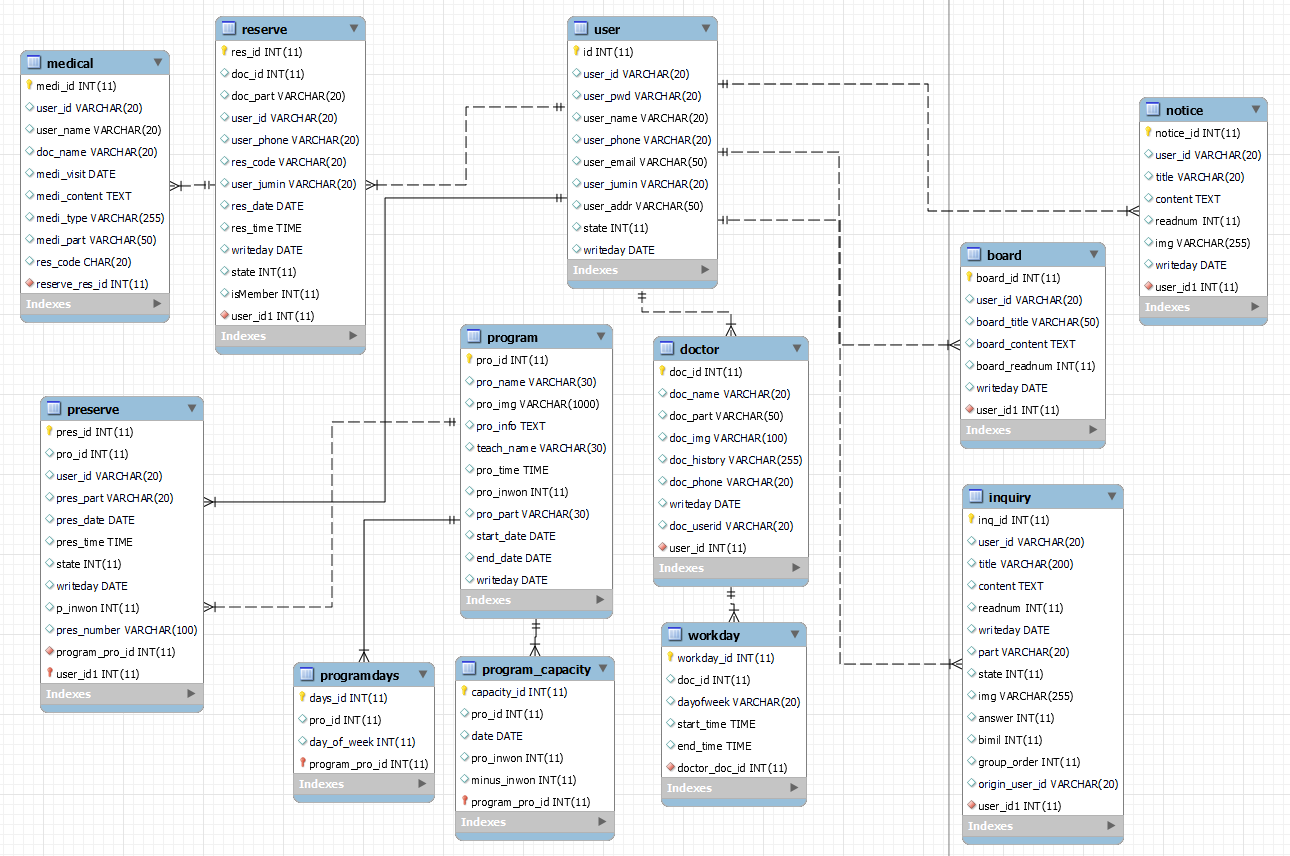 medical
medi_id INT(11)
user_id VARCHAR(20)
user_name VARCHAR(20)
doc_name VARCHAR(20)
medi_visit DATE
medi_content TEXT
medi_type VARCHAR(255)
medi_part VARCHAR(50)
res_code CHAR(20)
reserve_res_id INT(11)
Indexes
reserve
res_id INT(11)
doc_id INT(11)
doc_part VARCHAR(20)
user_id VARCHAR(20)
user_phone VARCHAR(20)
res_code VARCHAR(20)
user_jumin VARCHAR(20)
res_date DATE
res_time TIME
writeday DATE
state INT(11)
isMember INT(11)
user_id1 INT(11)
Indexes
user
id INT(11)
user_id VARCHAR(20)
user_pwd VARCHAR(20)
user_name VARCHAR(20)
user_phone VARCHAR(20)
user_email VARCHAR(50)
user_jumin VARCHAR(20)
user_addr VARCHAR(50)
state INT(11)
writeday DATE
Indexes
notice
notice_id INT(11)
user_id VARCHAR(20)
title VARCHAR(20)
content TEXT
readnum INT(11)
img VARCHAR(255)
writeday DATE
user_id1 INT(11)
Indexes
board
board_id INT(11)
user_id VARCHAR(20)
board_title VARCHAR(50)
board_content TEXT
board_readnum INT(11)
writeday DATE
user_id1 INT(11)
Indexes
preserve
pres_id INT(11)
pro_id INT(11)
user_id VARCHAR(20)
pres_part VARCHAR(20)
pres_date DATE
pres_time TIME
state INT(11)
writeday DATE
p_inwon INT(11)
pres_number VARCHAR(100)
program_pro_id INT(11)
user_id1 INT(11)
Indexes
program
pro_id INT(11)
pro_name VARCHAR(30)
pro_img VARCHAR(1000)
pro_info TEXT
teach_name VARCHAR(30)
pro_time TIME
pro_inwon INT(11)
pro_part VARCHAR(30)
start_date DATE
end_date DATE
writeday DATE
Indexes
doctor
doc_id INT(11)
doc_name VARCHAR(20)
doc_part VARCHAR(50)
doc_img VARCHAR(100)
doc_history VARCHAR(255)
doc_phone VARCHAR(20)
writeday DATE
doc_userid VARCHAR(20)
user_id INT(11)
Indexes
inquiry
inq_id INT(11)
user_id VARCHAR(20)
title VARCHAR(200)
content TEXT
readnum INT(11)
writeday DATE
part VARCHAR(20)
state INT(11)
img VARCHAR(255)
answer INT(11)
bimil INT(11)
group_order INT(11)
origin_user_id VARCHAR(20)
user_id1 INT(11)
Indexes
programdays
days_id INT(11)
pro_id INT(11)
day_of_week INT(11)
program_pro_id INT(11)
Indexes
program_capacity
capacity_id INT(11)
pro_id INT(11)
date DATE
pro_inwon INT(11)
minus_inwon INT(11)
program_pro_id INT(11)
Indexes
workday
workday_id INT(11)
doc_id INT(11)
dayofweek VARCHAR(20)
start_time TIME
end_time TIME
doctor_doc_id INT(11)
Indexes